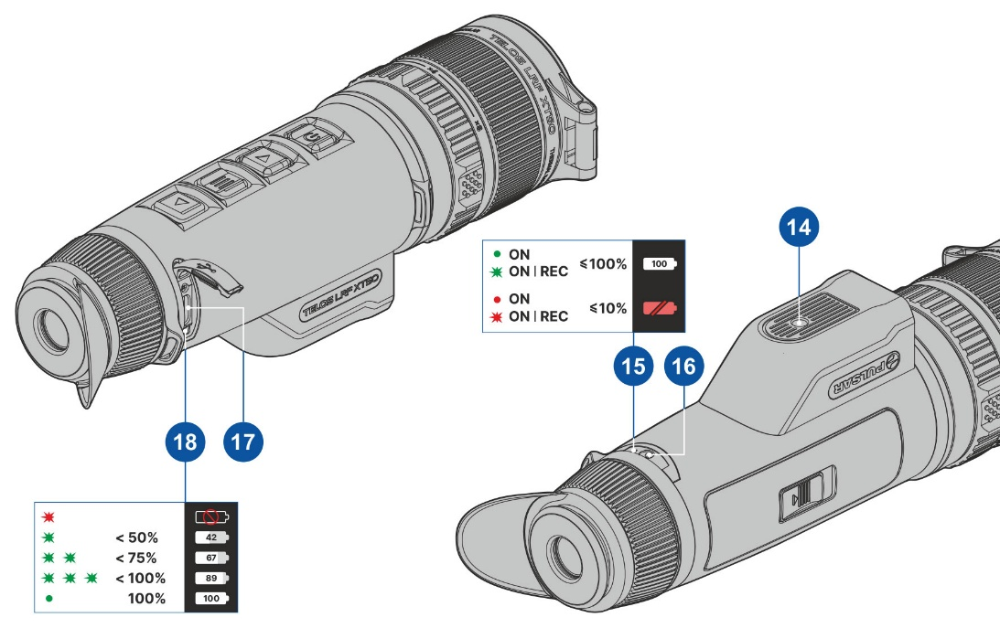 TELOS LRF XT50
x4
TELOS LRF XT50
17
18
< 50%
42
< 75%
67
< 100%
89
100%
100
ON
ON | REC
≤100%
100
ON
ON | REC
≤10%
14
15
16
PULSAR